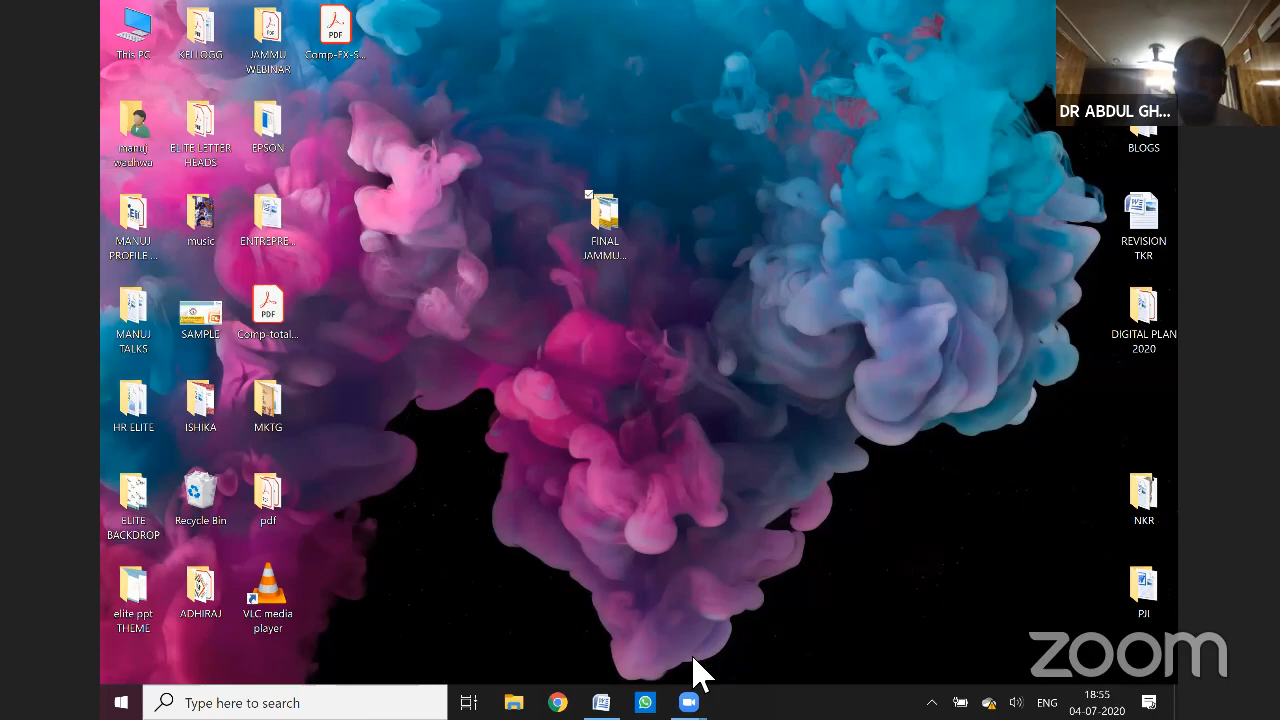 This PC
KELLOGG
JAMMU
WEBINAR
PDF
Comp-FX-S...
DR ABDUL GH...
manuj
wadhwa
ELITE LETTER
HEADS
EPSON
BLOGS
MANUJ
PROFILE ...
music
ENTREPRE...
FINAL
JAMMU...
REVISION
TKR
MANUJ
TALKS
SAMPLE
PDF
Comp-total...
DIGITAL PLAN
2020
HR ELITE
ISHIKA
MKTG
ELITE
BACKDROP
Recycle Bin
pdf
NKR
elite ppt
THEME
ADHIRAJ
VLC media
player
PJI
zoom
Type here to search
ENG
18:55
04-07-2020